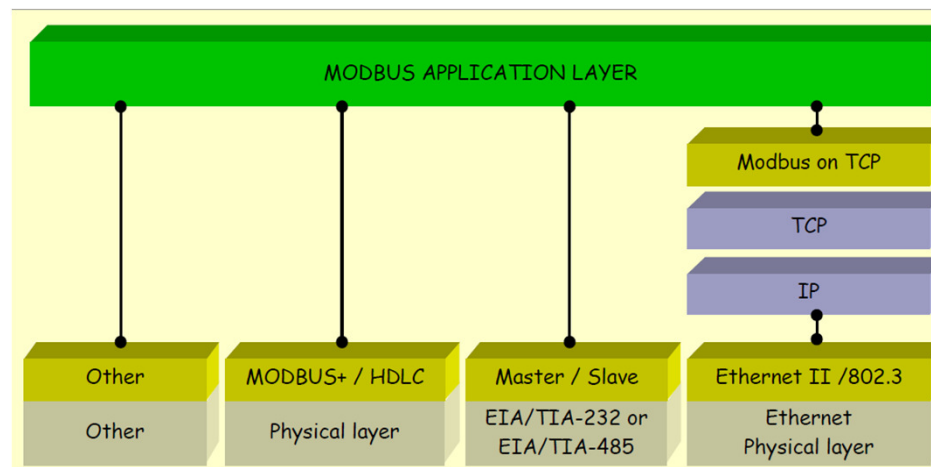 MODBUS APPLICATION LAYER
Modbus on TCP
TCP
IP
Other
MODBUS+ / HDLC
Master / Slave
Ethernet II /802.3
Other
Physical layer
EIA/TIA-232 or
EIA/TIA-485
Ethernet
Physical layer